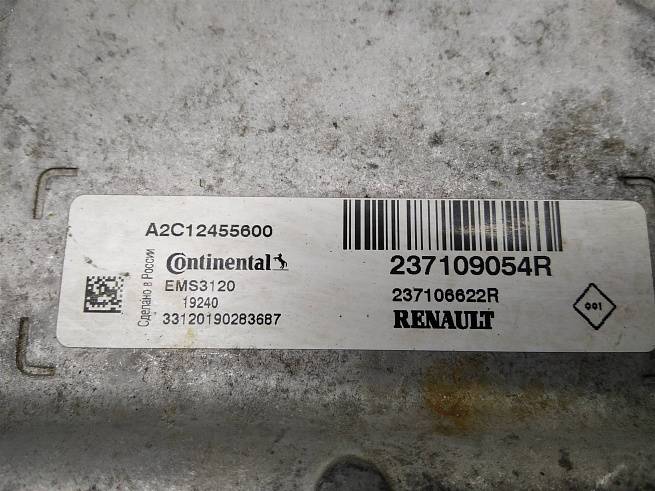 A2C12455600
Continental
EMS3120
19240
33120190283687
Сделано в России
237109054R
237106622R
RENAULT
001